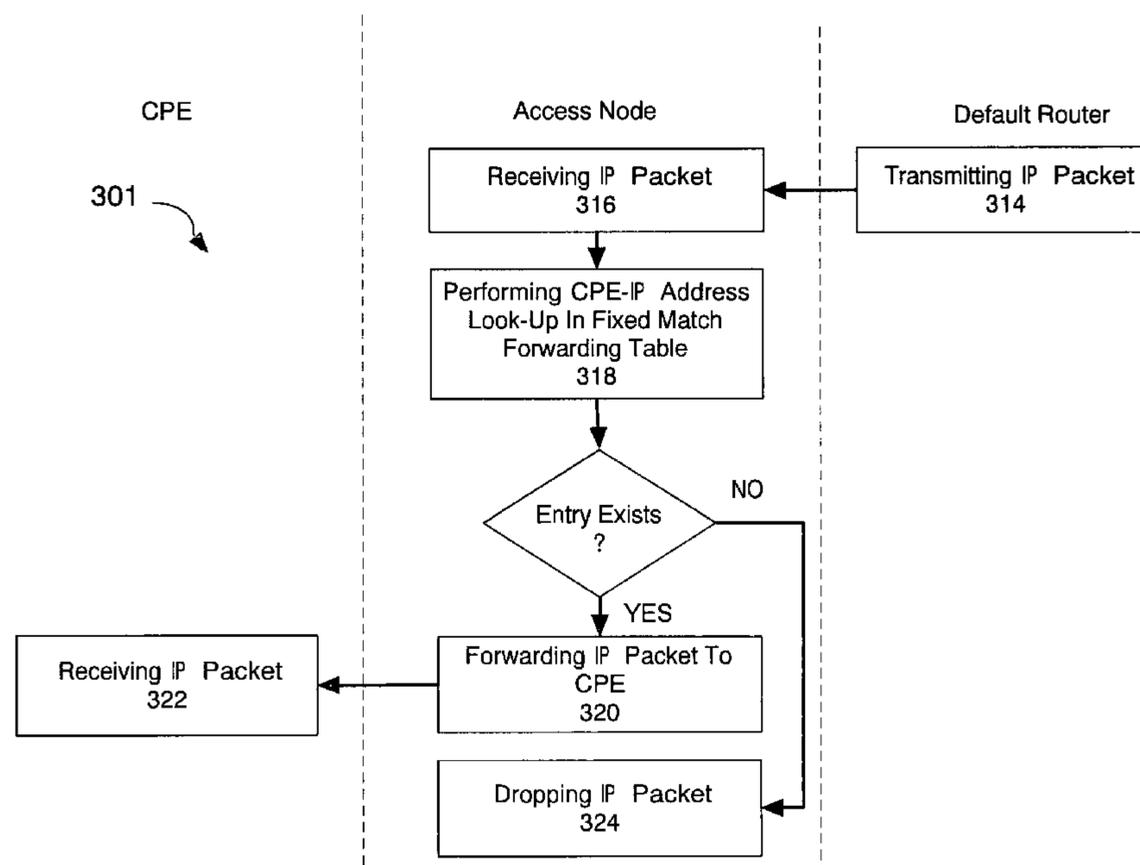 CPE
Access Node
Default Router
301
Receiving IP Packet
316
Transmitting IP Packet
314
Performing CPE-IP Address
Look-Up In Fixed Match
Forwarding Table
318
Entry Exists
?
NO
YES
Receiving IP Packet
322
Forwarding IP Packet To
CPE
320
Dropping IP Packet
324